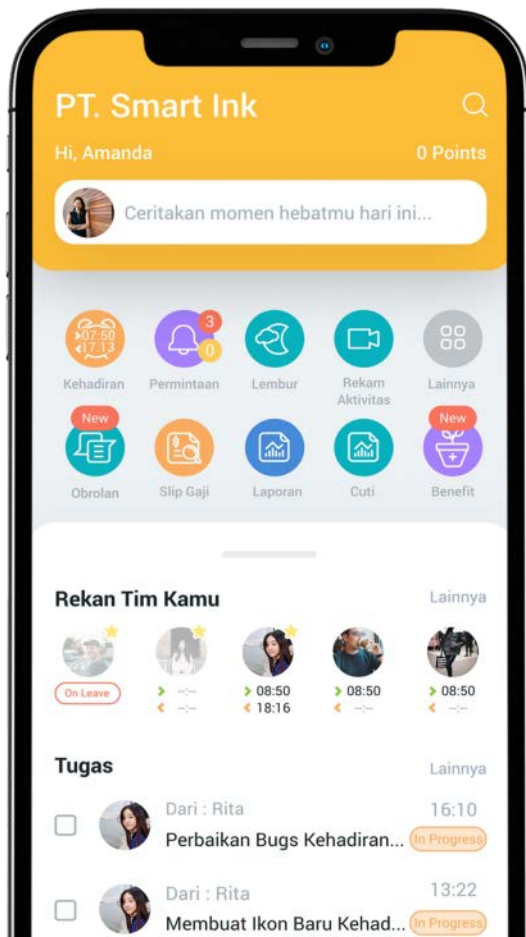 PT. Smart Ink
Hi, Amanda
0 Points
Ceritakan momen hebatmu hari ini...
07:50
17.13
3
0
Kehadiran
Permintaan
Lembur
Rekam
Aktivitas
Lainnya
New
New
Obrolan
Slip Gaji
Laporan
Cuti
Benefit
Rekan Tim Kamu
Lainnya
On Leave
> --:--
< --:--
> 08:50
< 18:16
> 08:50
< --:--
> 08:50
< --:--
Tugas
Lainnya
Dari : Rita
16:10
Perbaikan Bugs Kehadiran...
In Progress
Dari : Rita
13:22
Membuat Ikon Baru Kehad...
In Progress